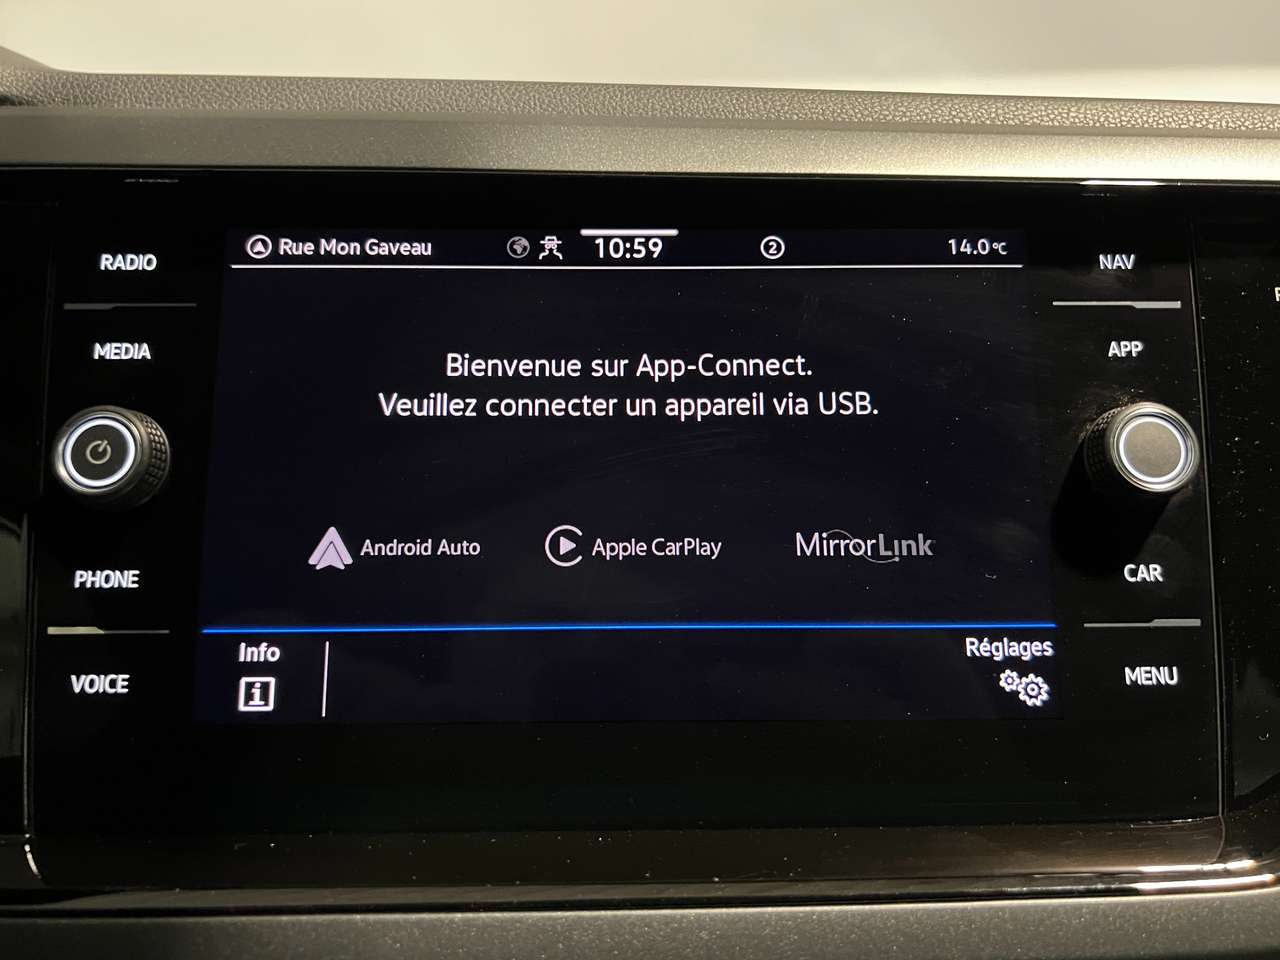 RADIO
MEDIA
PHONE
VOICE
Rue Mon Gaveau
10:59
2
14.0°C
Bienvenue sur App-Connect.
Veuillez connecter un appareil via USB.
Android Auto
Apple CarPlay
MirrorLink
Info
i
Réglages
NAV
APP
CAR
MENU